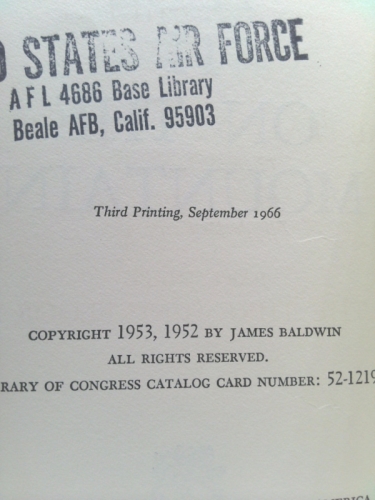 STATES AIR FORCE
AFL 4686 Base Library
Beale AFB, Calif. 95903
Third Printing, September 1966
COPYRIGHT 1953, 1952 BY JAMES BALDWIN
ALL RIGHTS RESERVED.
RARY OF CONGRESS CATALOG CARD NUMBER: 52-1219